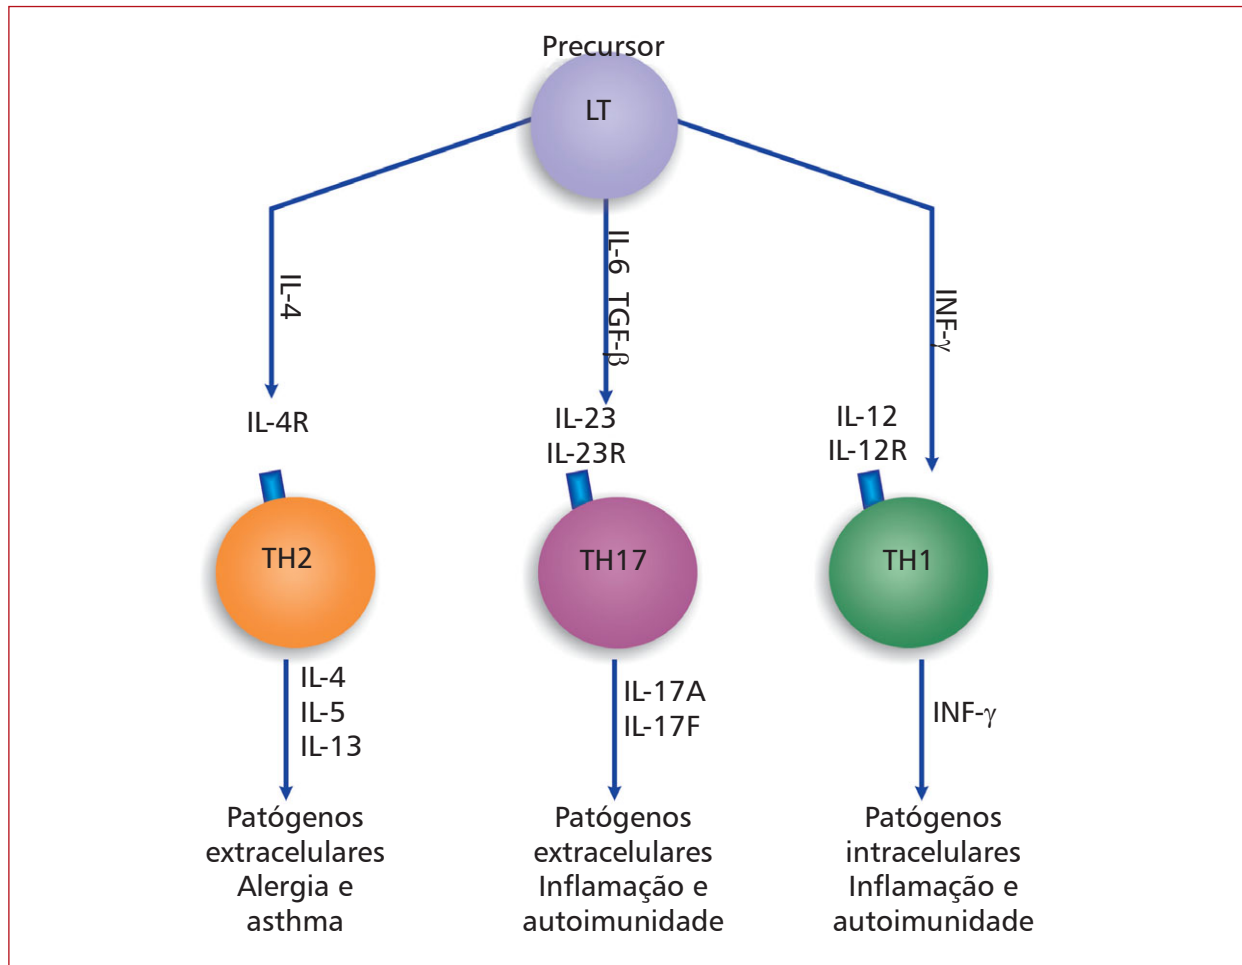 Precursor
LT
IL-4
IL-6 TGF-β
INF-γ
IL-4R
IL-23
IL-23R
IL-12
IL-12R
TH2
TH17
TH1
IL-4
IL-5
IL-13
IL-17A
IL-17F
INF-γ
Patógenos
extracelulares
Alergia e
asthma
Patógenos
extracelulares
Inflamação e
autoimunidade
Patógenos
intracelulares
Inflamação e
autoimunidade